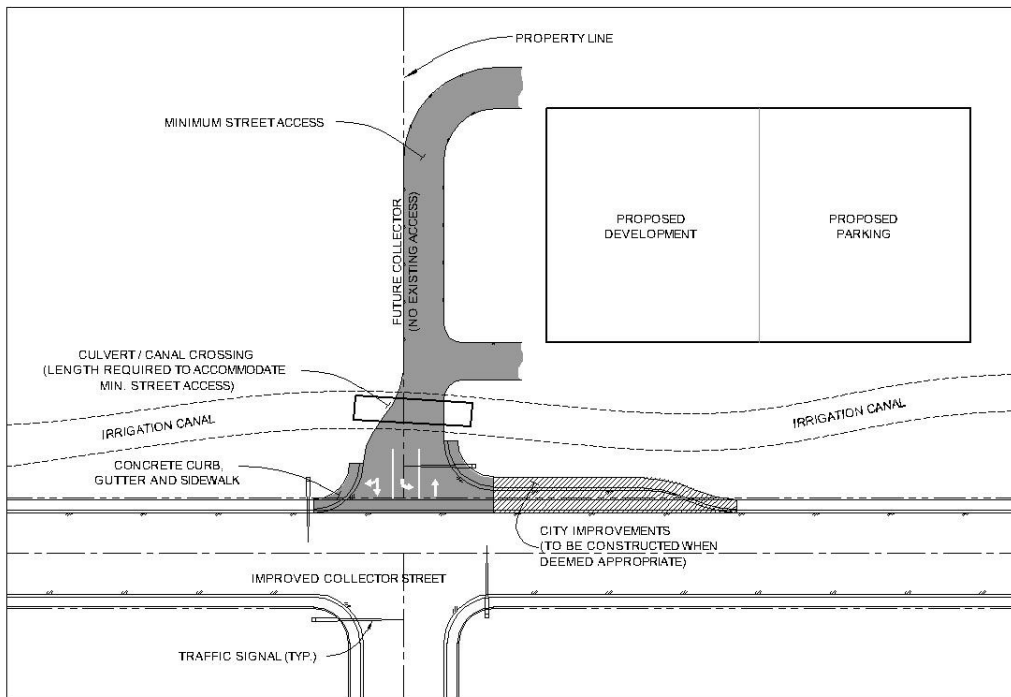 PROPERTY LINE
MINIMUM STREET ACCESS
FUTURE COLLECTOR
(NO EXISTING ACCESS)
PROPOSED
DEVELOPMENT
PROPOSED
PARKING
CULVERT / CANAL CROSSING
(LENGTH REQUIRED TO ACCOMMODATE
MIN. STREET ACCESS)
IRRIGATION CANAL
IRRIGATION CANAL
CONCRETE CURB,
GUTTER AND SIDEWALK
CITY IMPROVEMENTS
(TO BE CONSTRUCTED WHEN
DEEMED APPROPRIATE)
IMPROVED COLLECTOR STREET
TRAFFIC SIGNAL (TYP.)